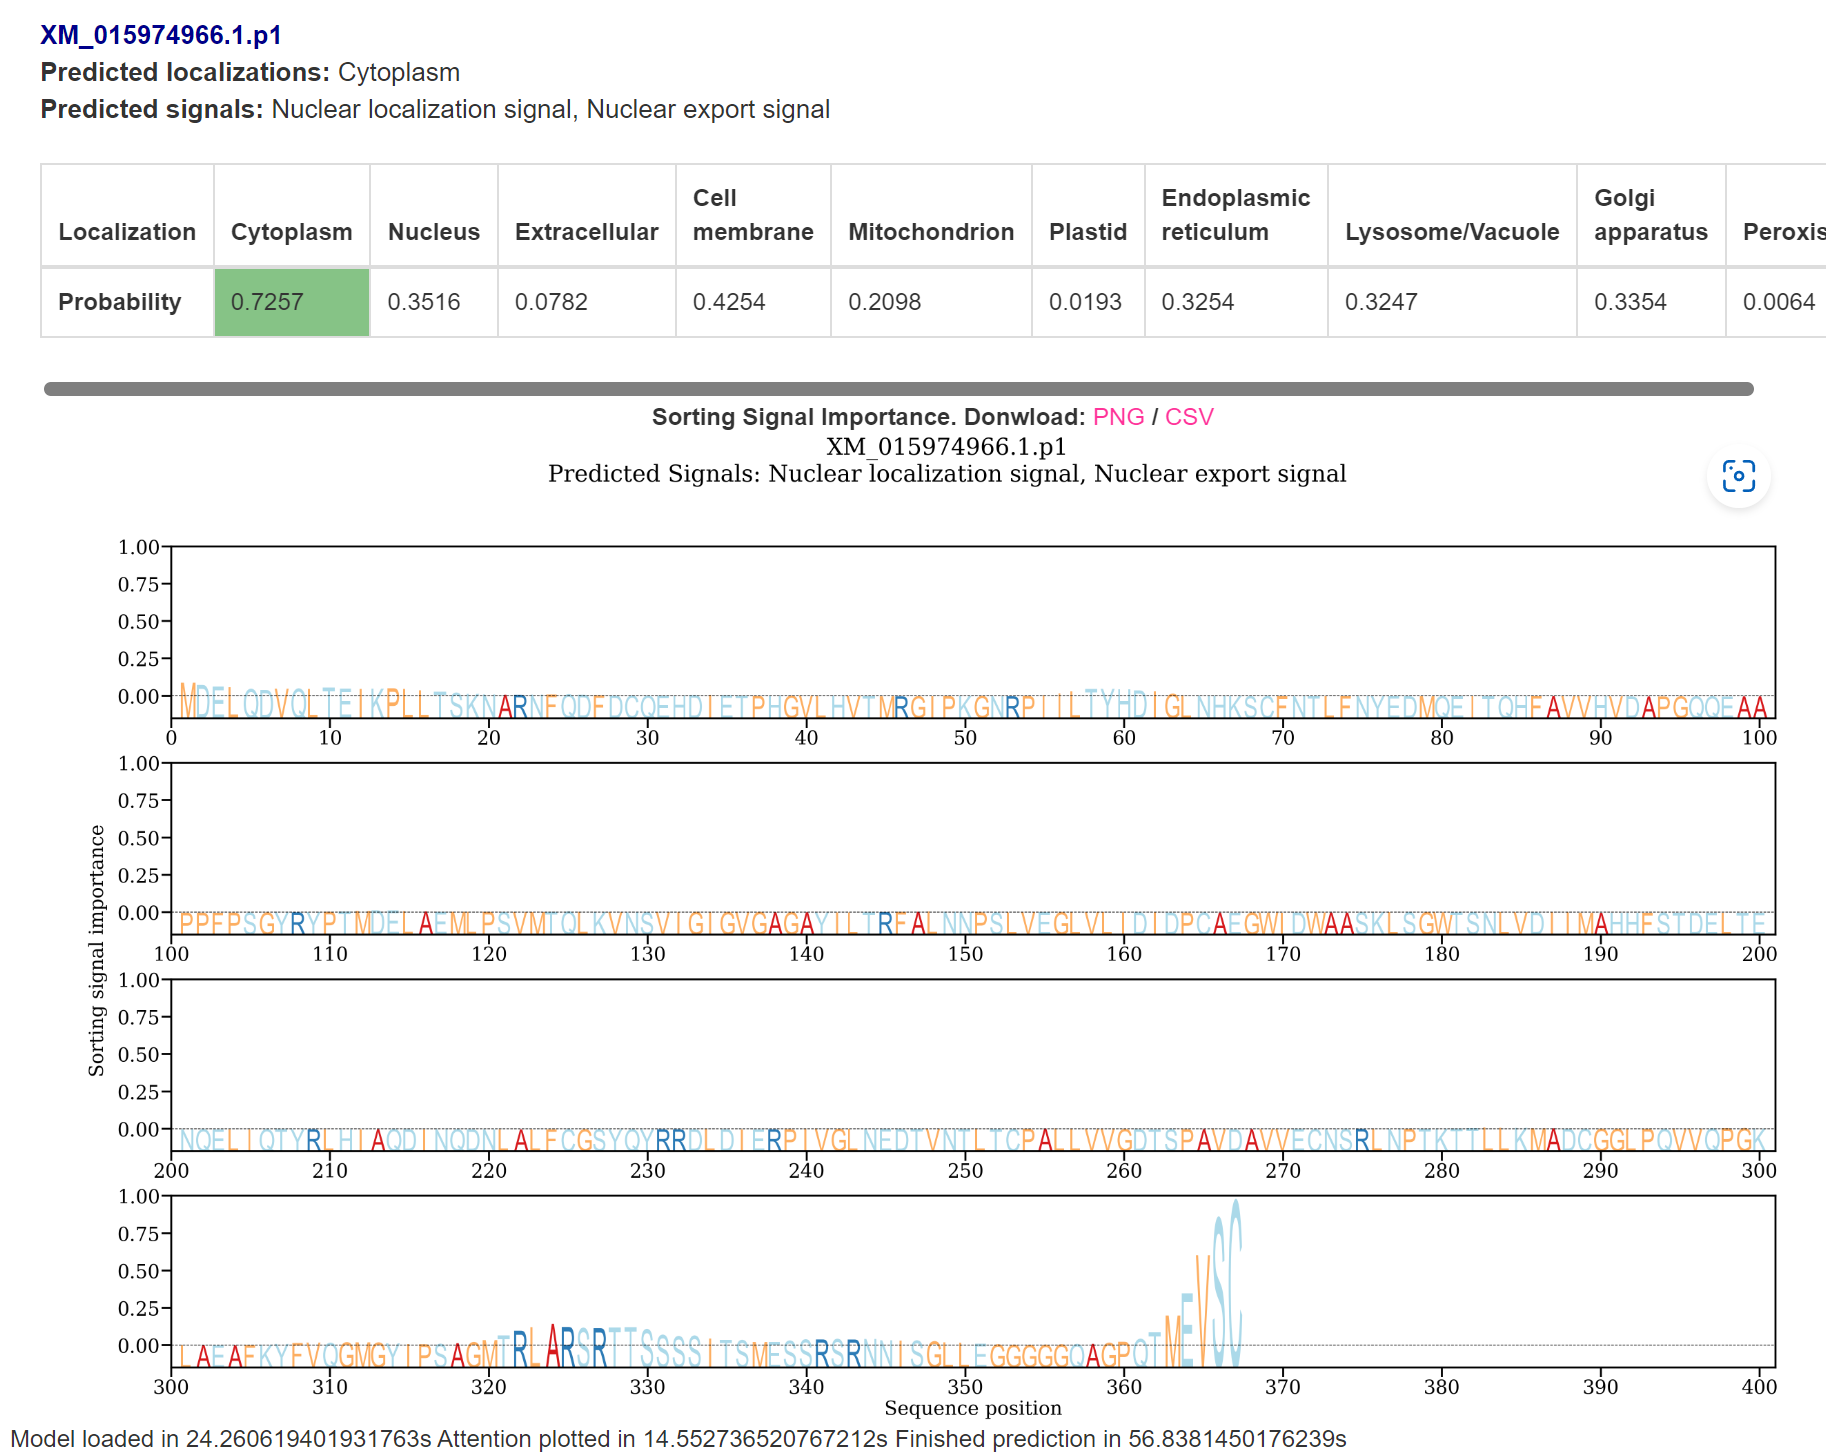 XM_015974966.1.p1
Predicted localizations: Cytoplasm
Predicted signals: Nuclear localization signal, Nuclear export signal
Localization Cytoplasm Nucleus Extracellular Cell membrane Mitochondrion Plastid Endoplasmic reticulum Lysosome/Vacuole Golgi apparatus Peroxis
Probability 0.7257 0.3516 0.0782 0.4254 0.2098 0.0193 0.3254 0.3247 0.3354 0.0064
Sorting Signal Importance. Donwload: PNG / CSV
XM_015974966.1.p1
Predicted Signals: Nuclear localization signal, Nuclear export signal
Sorting signal importance
1.00
0.75
0.50
0.25
0.00
MDELQDVQLTEIKPLLTSKNARNFQDFDCQEHDIETPHGVLHVTMRGIPKGNRPIILTYHDIGLNHKSCFNTLFNYEDMQEITQHFAVVHVDAPGQQEAA
0 10 20 30 40 50 60 70 80 90 100
1.00
0.75
0.50
0.25
0.00
PPFPSGYRYPTMDELAEMLPSVMTQLKVNSVIGIGVGAGAYILTRFALNNPSLVEGLVLIDIDPCAEGWIDWAASKLSGWTSNLVDIIMAHHFSTDELTE
100 110 120 130 140 150 160 170 180 190 200
1.00
0.75
0.50
0.25
0.00
NQELIQTYRLHIAQDINQDNLALFCGSYQYRRDLDIERPIVGLNEDTVNTLTCPALLVVGDTSPAVDAVVECNSRLNPTKTTLLKMADCGGLPQVVQPGK
200 210 220 230 240 250 260 270 280 290 300
1.00
0.75
0.50
0.25
0.00
LAEAFKYFVQGMGYIPSAGMTRLARSRTTSSSSITSMESSRSRNNISGLLEGGGGGQAGPQTMEVSC
300 310 320 330 340 350 360 370 380 390 400
Sequence position
Model loaded in 24.260619401931763s Attention plotted in 14.552736520767212s Finished prediction in 56.8381450176239s